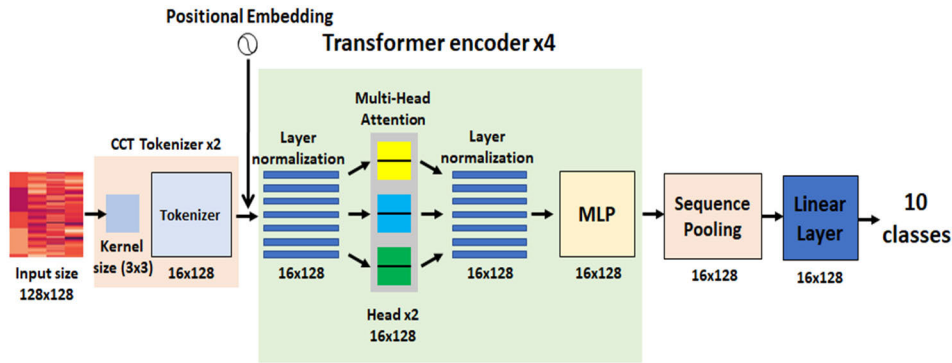 Positional Embedding
Transformer encoder x4
CCT Tokenizer x2
Layer
normalization
Multi-Head
Attention
Layer
normalization
Tokenizer
Kernel
size (3x3)
16x128
Input size
128x128
16x128
Head x2
16x128
16x128
MLP
16x128
Sequence
Pooling
16x128
Linear
Layer
16x128
10
classes